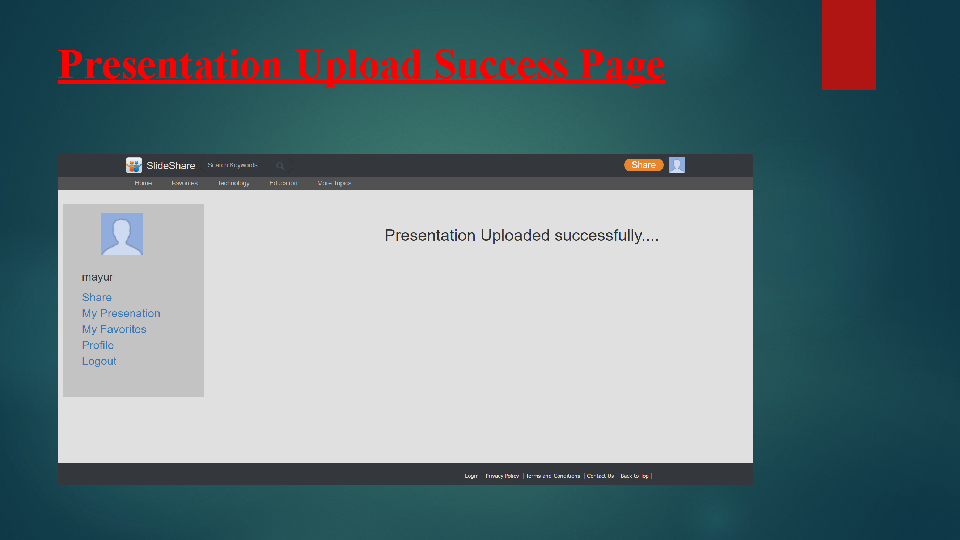 Presentation Upload Success Page
SlideShare Search Keywords Share
Home Favorites Technology Education More Topics
Presentation Uploaded successfully....
mayur
Share
My Presenation
My Favorites
Profile
Logout
Login Privacy Policy | Terms and Conditions | Contact Us Back to Top |